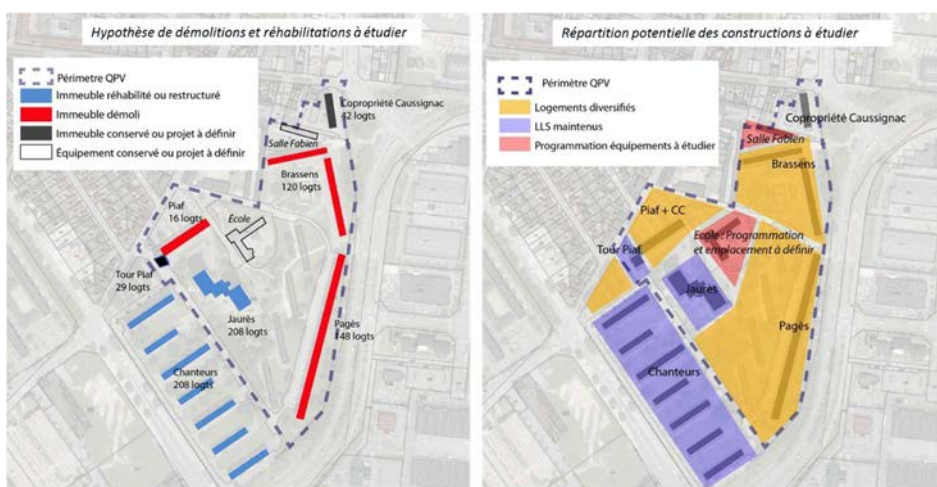 Hypothèse de démolitions et réhabilitations à étudier
Périmetre QPV
Immeuble réhabilité ou restructuré
Immeuble démoli
Immeuble conservé ou projet à définir
Équipement conservé ou projet à définir
Copropriété Caussignac
42 logts
Salle Fabien
Brassens
120 logts
Piaf
16 logts
École
Tour Piaf
29 logts
Jaurès
208 logts
Pagès
148 logts
Chanteurs
208 logts
Répartition potentielle des constructions à étudier
Périmètre QPV
Logements diversifiés
LLS maintenus
Programmation équipements à étudier
Copropriété Caussignac
Salle Fabien
Brassens
Piaf + CC
Ecole : Programmation
et emplacement à définir
Tour Piaf
Jaurès
Pagès
Chanteurs